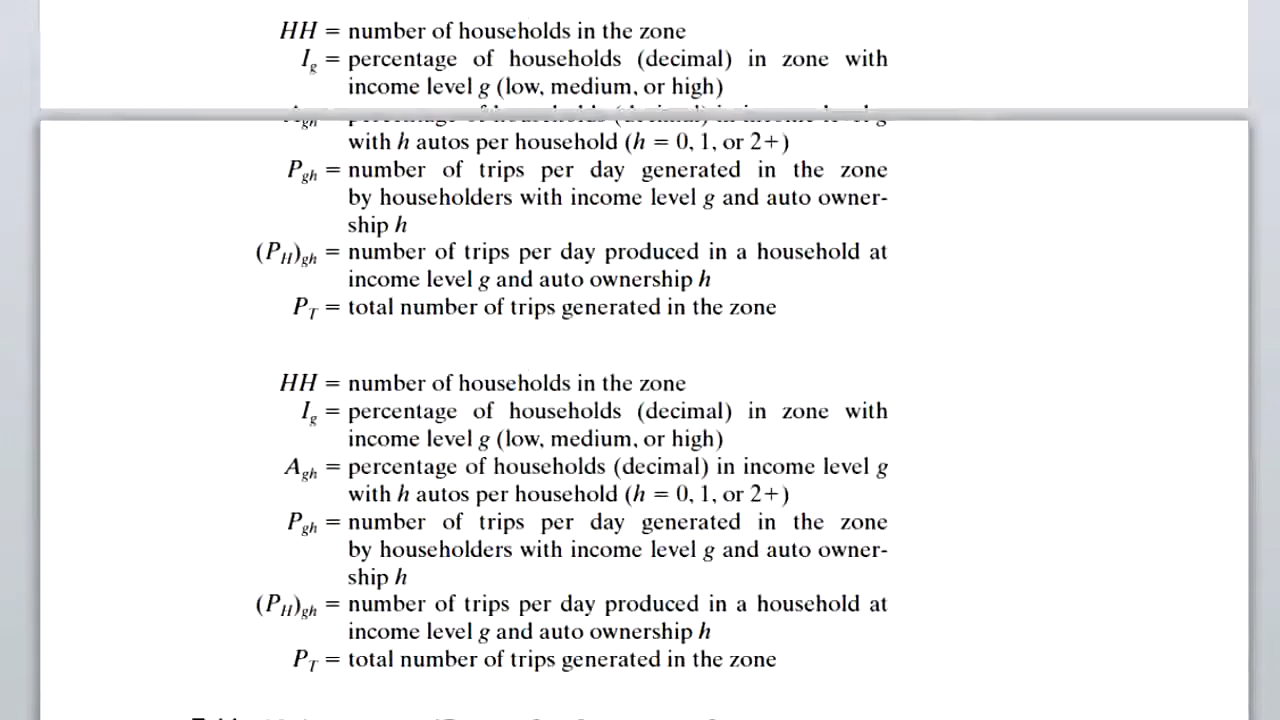 HH = number of households in the zone
I_g = percentage of households (decimal) in zone with
income level g (low, medium, or high)
with h autos per household (h = 0, 1, or 2+)
P_gh = number of trips per day generated in the zone
by householders with income level g and auto owner-
ship h
(P_H)_gh = number of trips per day produced in a household at
income level g and auto ownership h
P_T = total number of trips generated in the zone
HH = number of households in the zone
I_g = percentage of households (decimal) in zone with
income level g (low, medium, or high)
A_gh = percentage of households (decimal) in income level g
with h autos per household (h = 0, 1, or 2+)
P_gh = number of trips per day generated in the zone
by householders with income level g and auto owner-
ship h
(P_H)_gh = number of trips per day produced in a household at
income level g and auto ownership h
P_T = total number of trips generated in the zone